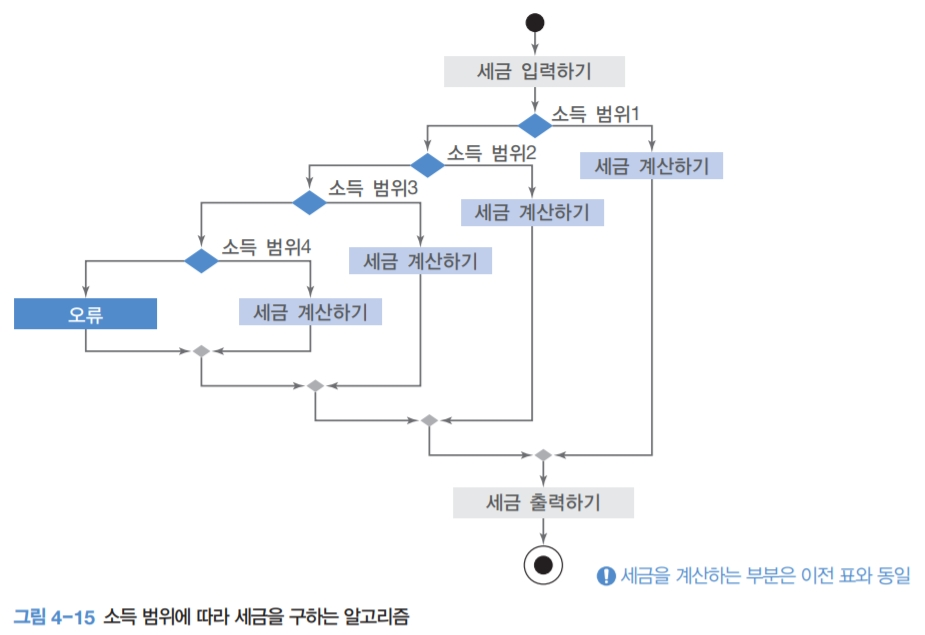 세금 입력하기
소득 범위1
소득 범위2
세금 계산하기
소득 범위3
세금 계산하기
소득 범위4
세금 계산하기
오류
세금 계산하기
세금 출력하기
! 세금을 계산하는 부분은 이전 표와 동일
그림 4-15 소득 범위에 따라 세금을 구하는 알고리즘